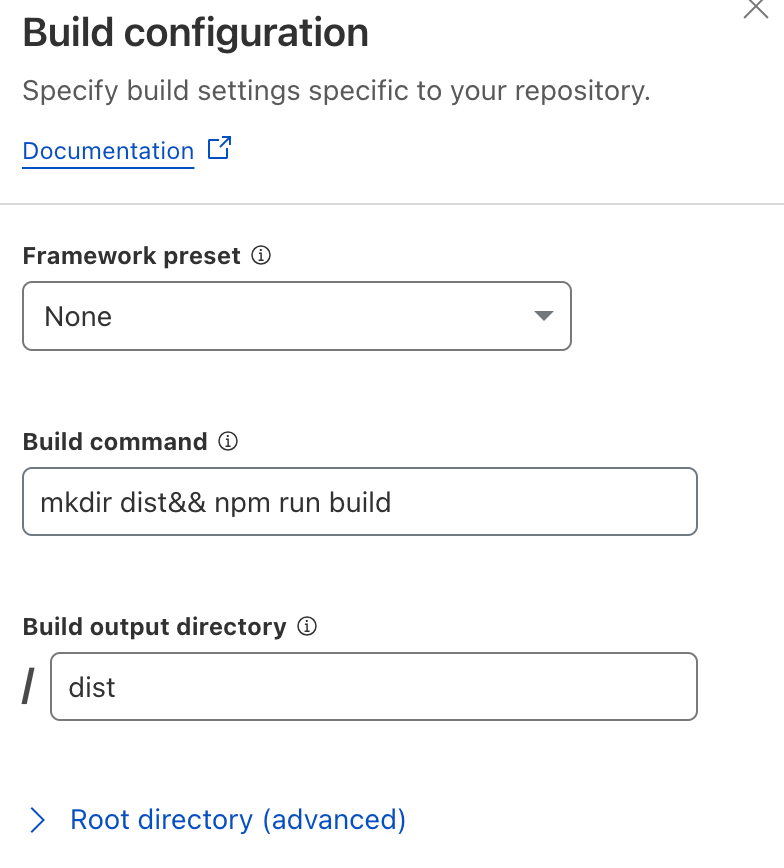 Build configuration
Specify build settings specific to your repository.
Documentation
Framework preset
None
Build command
mkdir dist&& npm run build
Build output directory
/ dist
Root directory (advanced)